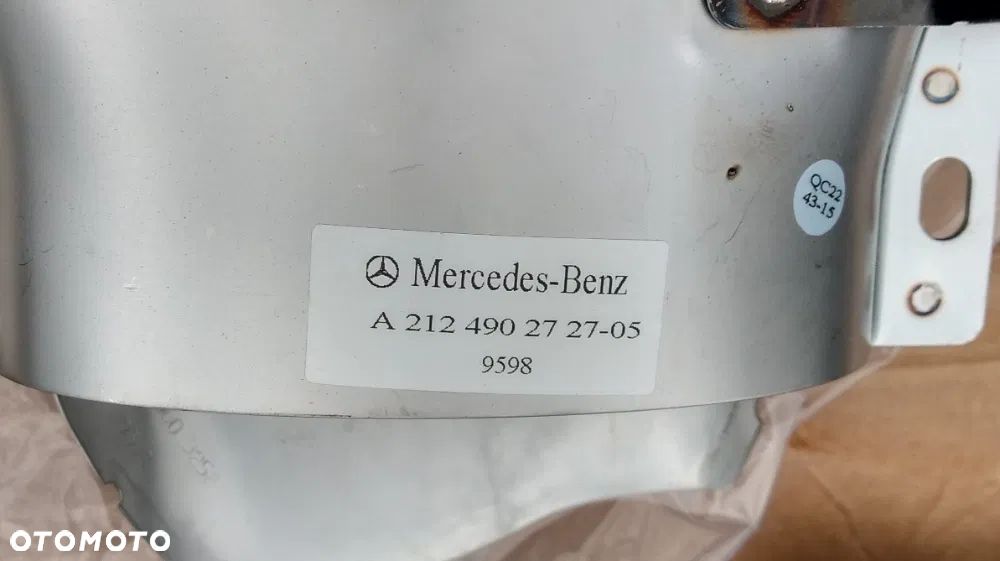 QC22
43-15
Mercedes-Benz
A 212 490 27 27-05
9598
OTOMOTO